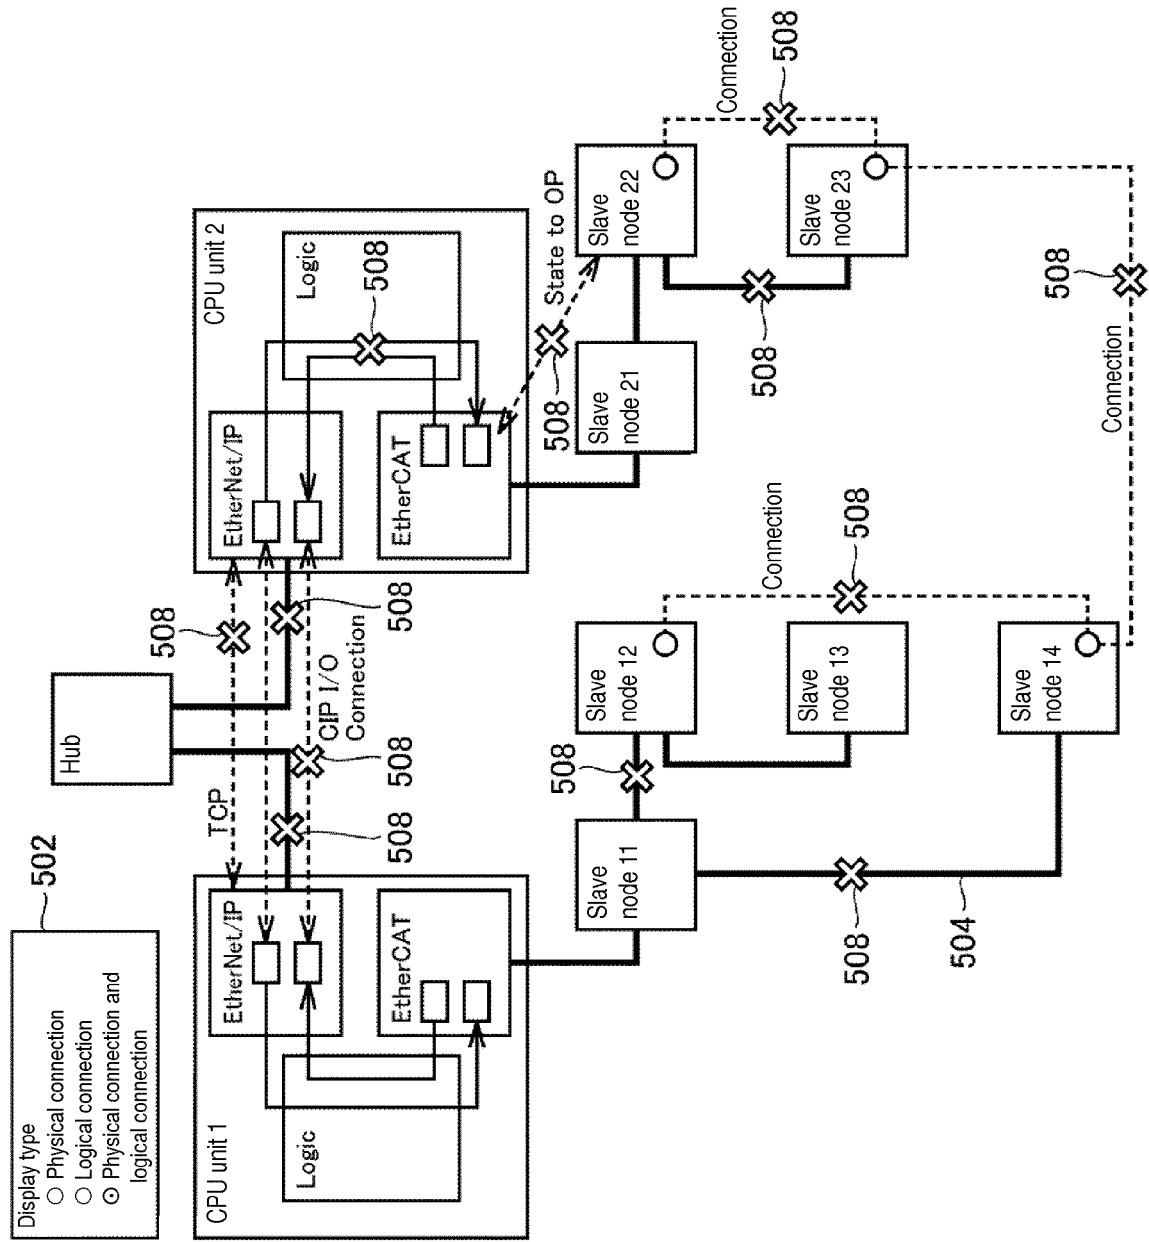 502
Display type
Physical connection
Logical connection
Physical connection and
logical connection
Hub
CPU unit 1
EtherNet/IP
Logic
EtherCAT
TCP
508
CIP I/O
Connection
508
508
508
CPU unit 2
EtherNet/IP
Logic
508
EtherCAT
State to OP
508
Slave
node 11
508
Slave
node 12
Slave
node 13
Slave
node 14
508
504
Connection
508
Slave
node 21
Slave
node 22
Slave
node 23
508
Connection
508
Connection
508